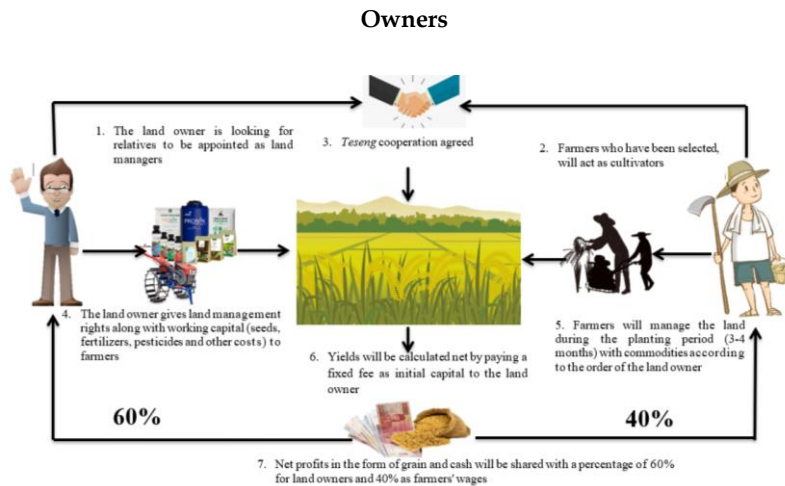 Owners
1. The land owner is looking for
relatives to be appointed as land
managers
3. Teseng cooperation agreed
2. Farmers who have been selected,
will act as cultivators
4. The land owner gives land management
rights along with working capital (seeds,
fertilizers, pesticides and other costs) to
farmers
6. Yields will be calculated net by paying a
fixed fee as initial capital to the land
owner
5. Farmers will manage the land
during the planting period (3-4
months) with commodities according
to the order of the land owner
60%
40%
7. Net profits in the form of grain and cash will be shared with a percentage of 60%
for land owners and 40% as farmers' wages